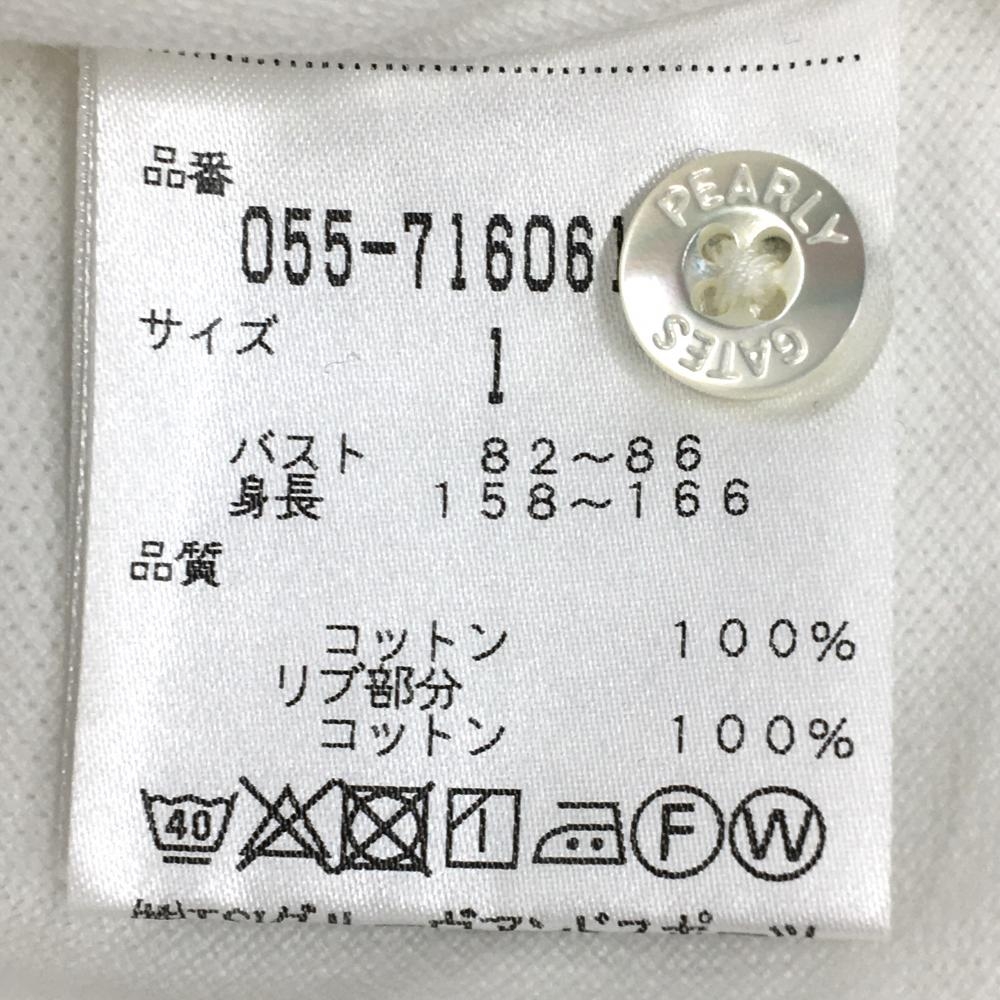 品番
055-716061
PEARLY
GATES
サイズ
1
バスト 82～86
身長 158～166
品質
コットン 100%
リブ部分
コットン 100%
40
F
W